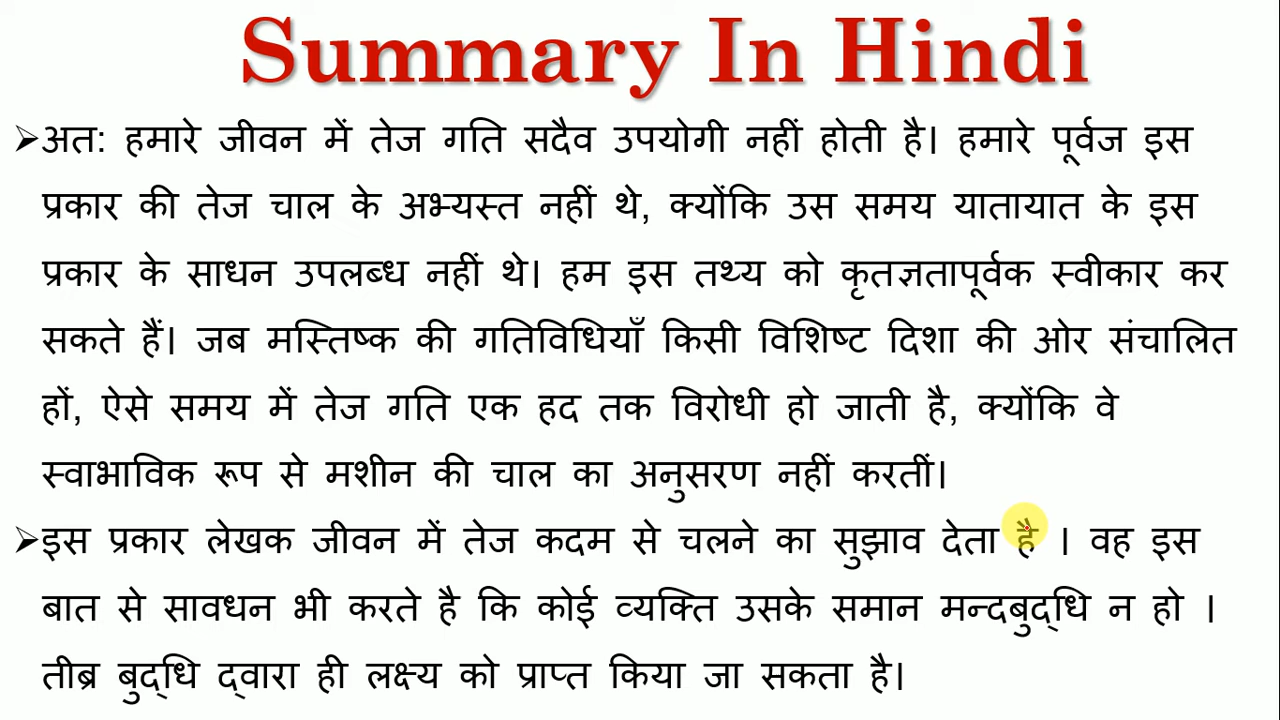 Summary In Hindi
➢अत: हमारे जीवन में तेज गति सदैव उपयोगी नहीं होती है। हमारे पूर्वज इस
प्रकार की तेज चाल के अभ्यस्त नहीं थे, क्योंकि उस समय यातायात के इस
प्रकार के साधन उपलब्ध नहीं थे। हम इस तथ्य को कृतज्ञतापूर्वक स्वीकार कर
सकते हैं। जब मस्तिष्क की गतिविधियाँ किसी विशिष्ट दिशा की ओर संचालित
हों, ऐसे समय में तेज गति एक हद तक विरोधी हो जाती है, क्योंकि वे
स्वाभाविक रूप से मशीन की चाल का अनुसरण नहीं करतीं।
➢इस प्रकार लेखक जीवन में तेज कदम से चलने का सुझाव देता है । वह इस
बात से सावधन भी करते है कि कोई व्यक्ति उसके समान मन्दबुद्धि न हो ।
तीब्र बुद्धि द्वारा ही लक्ष्य को प्राप्त किया जा सकता है।